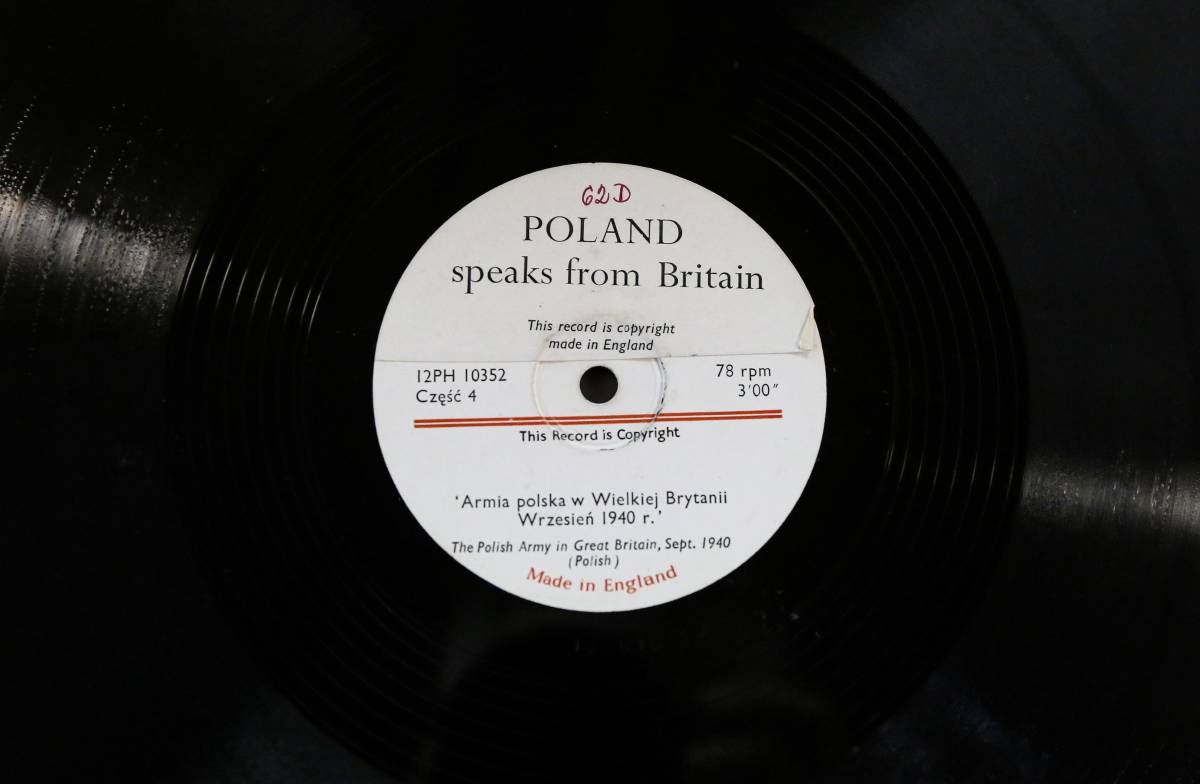 62D
POLAND
speaks from Britain
This record is copyright
made in England
12PH 10352 78 rpm
Część 4 3'00"
This Record is Copyright
'Armia polska w Wielkiej Brytanii
Wrzesień 1940 r.'
The Polish Army in Great Britain, Sept. 1940
(Polish)
Made in England